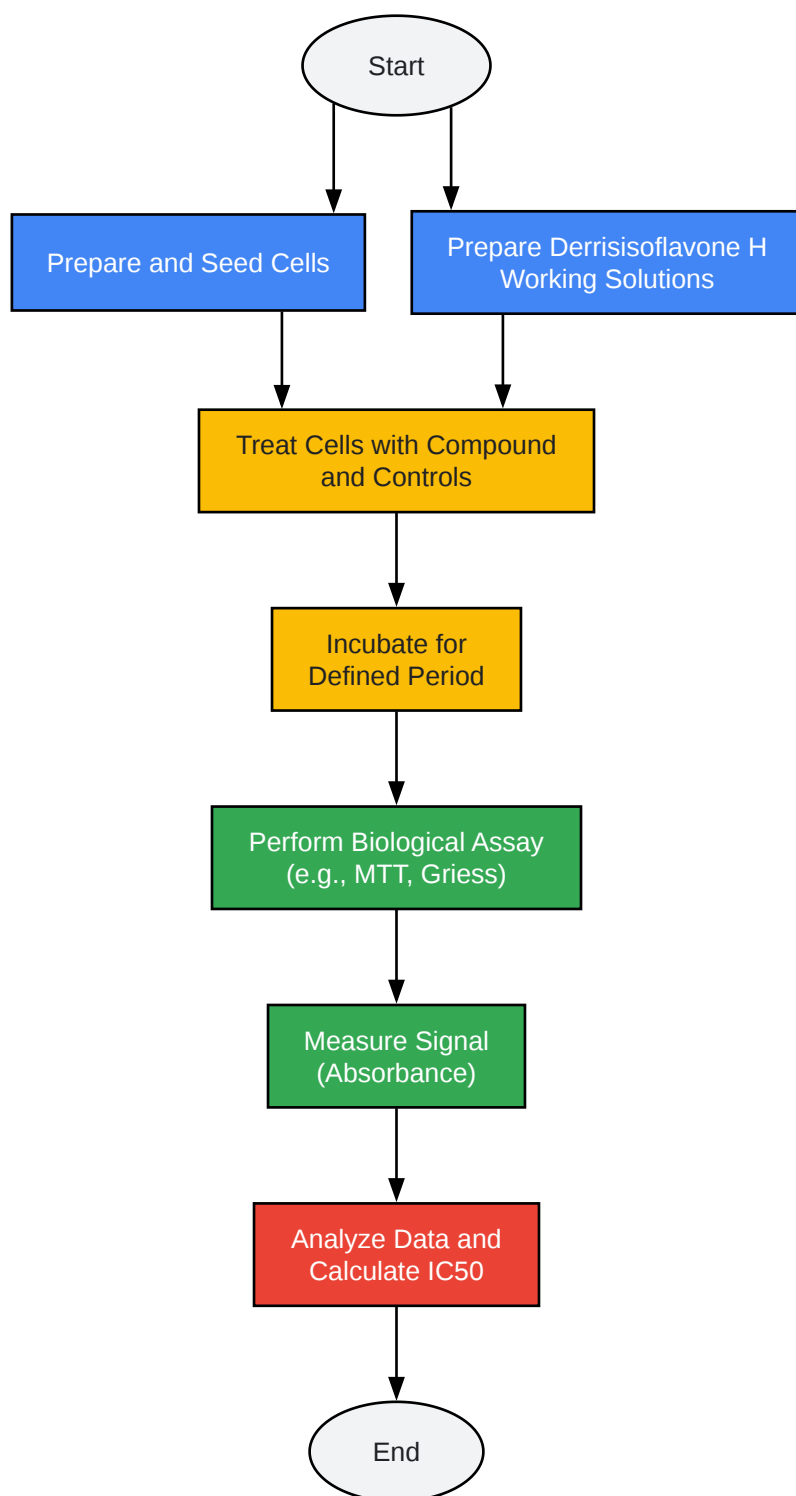 Start
Prepare and Seed Cells
Prepare Derrisisoflavone H
Working Solutions
Treat Cells with Compound
and Controls
Incubate for
Defined Period
Perform Biological Assay
(e.g., MTT, Griess)
Measure Signal
(Absorbance)
Analyze Data and
Calculate IC50
End